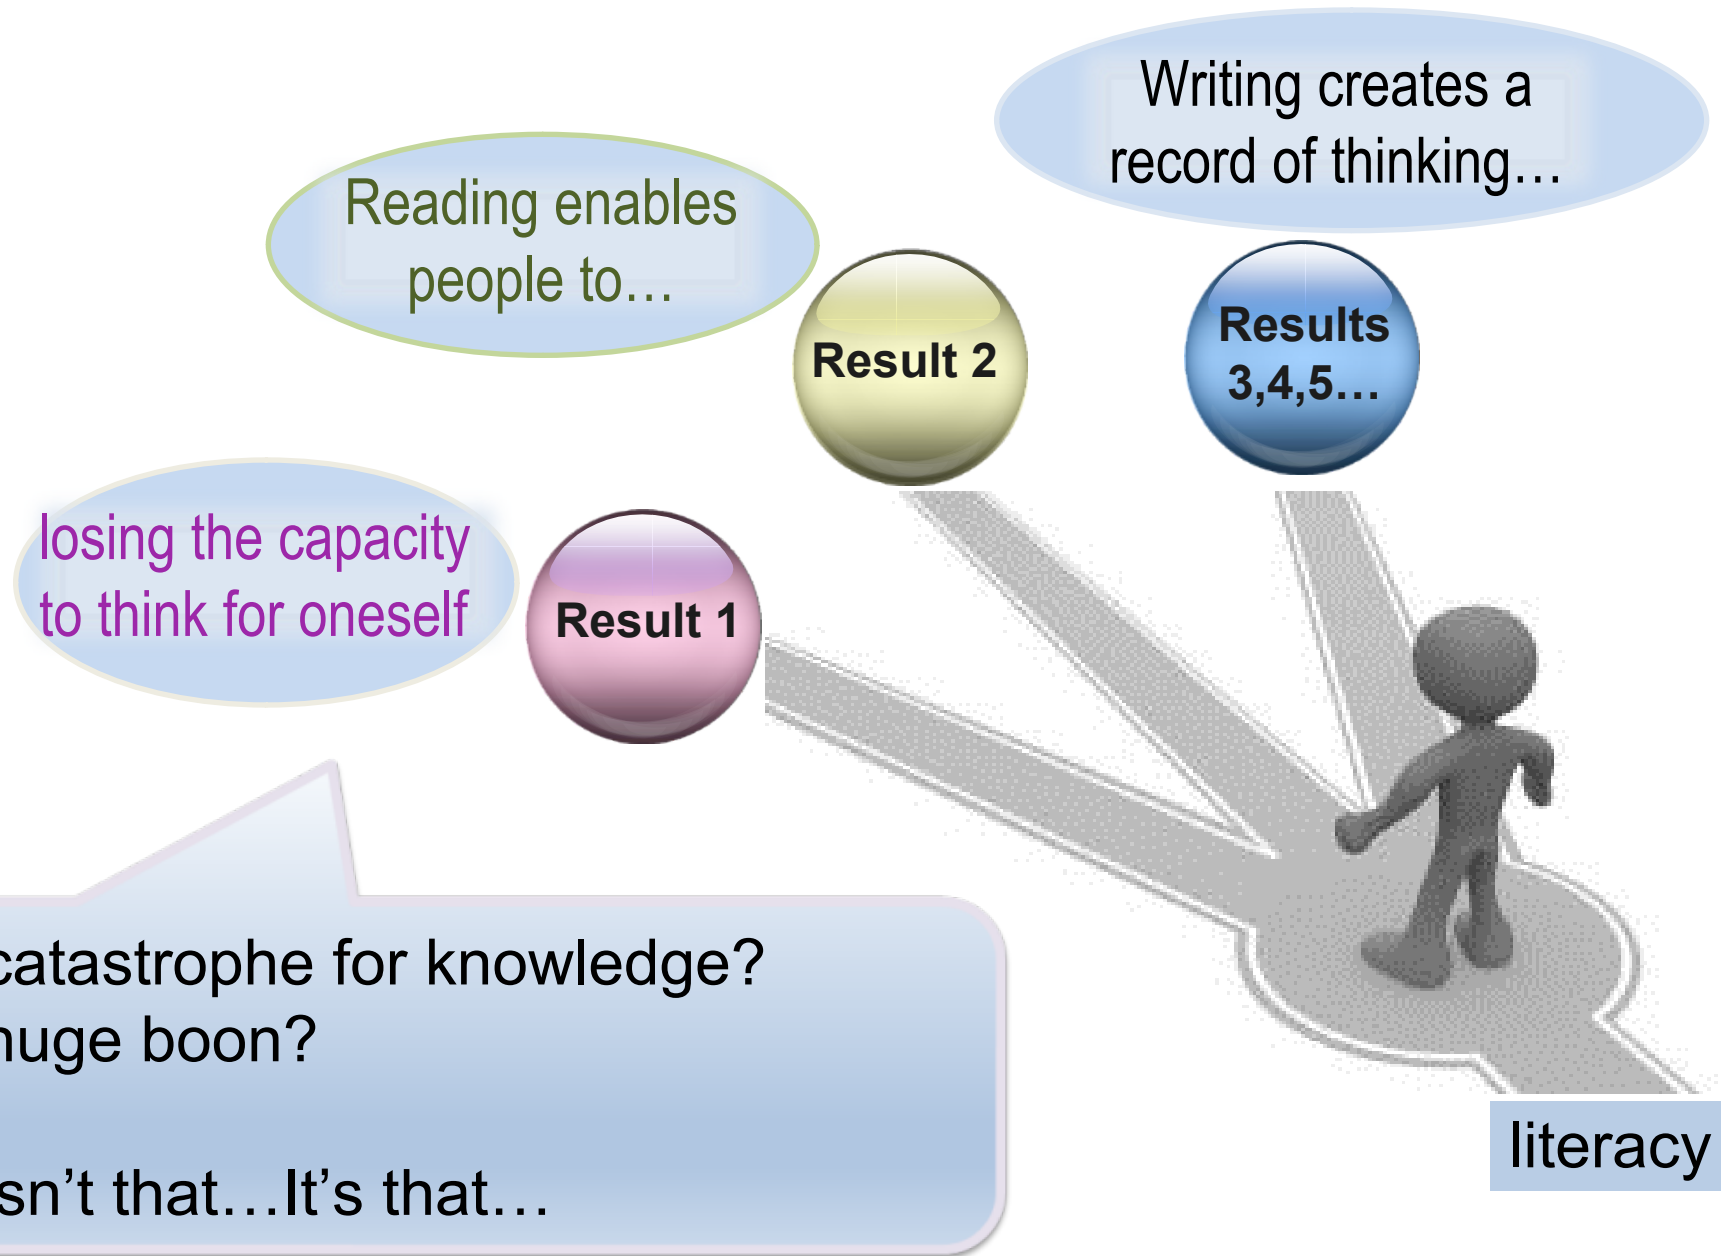 Writing creates a
record of thinking…
Reading enables
people to…
Result 2
Results
3,4,5…
losing the capacity
to think for oneself
Result 1
catastrophe for knowledge?
huge boon?
sn’t that…It’s that…
literacy